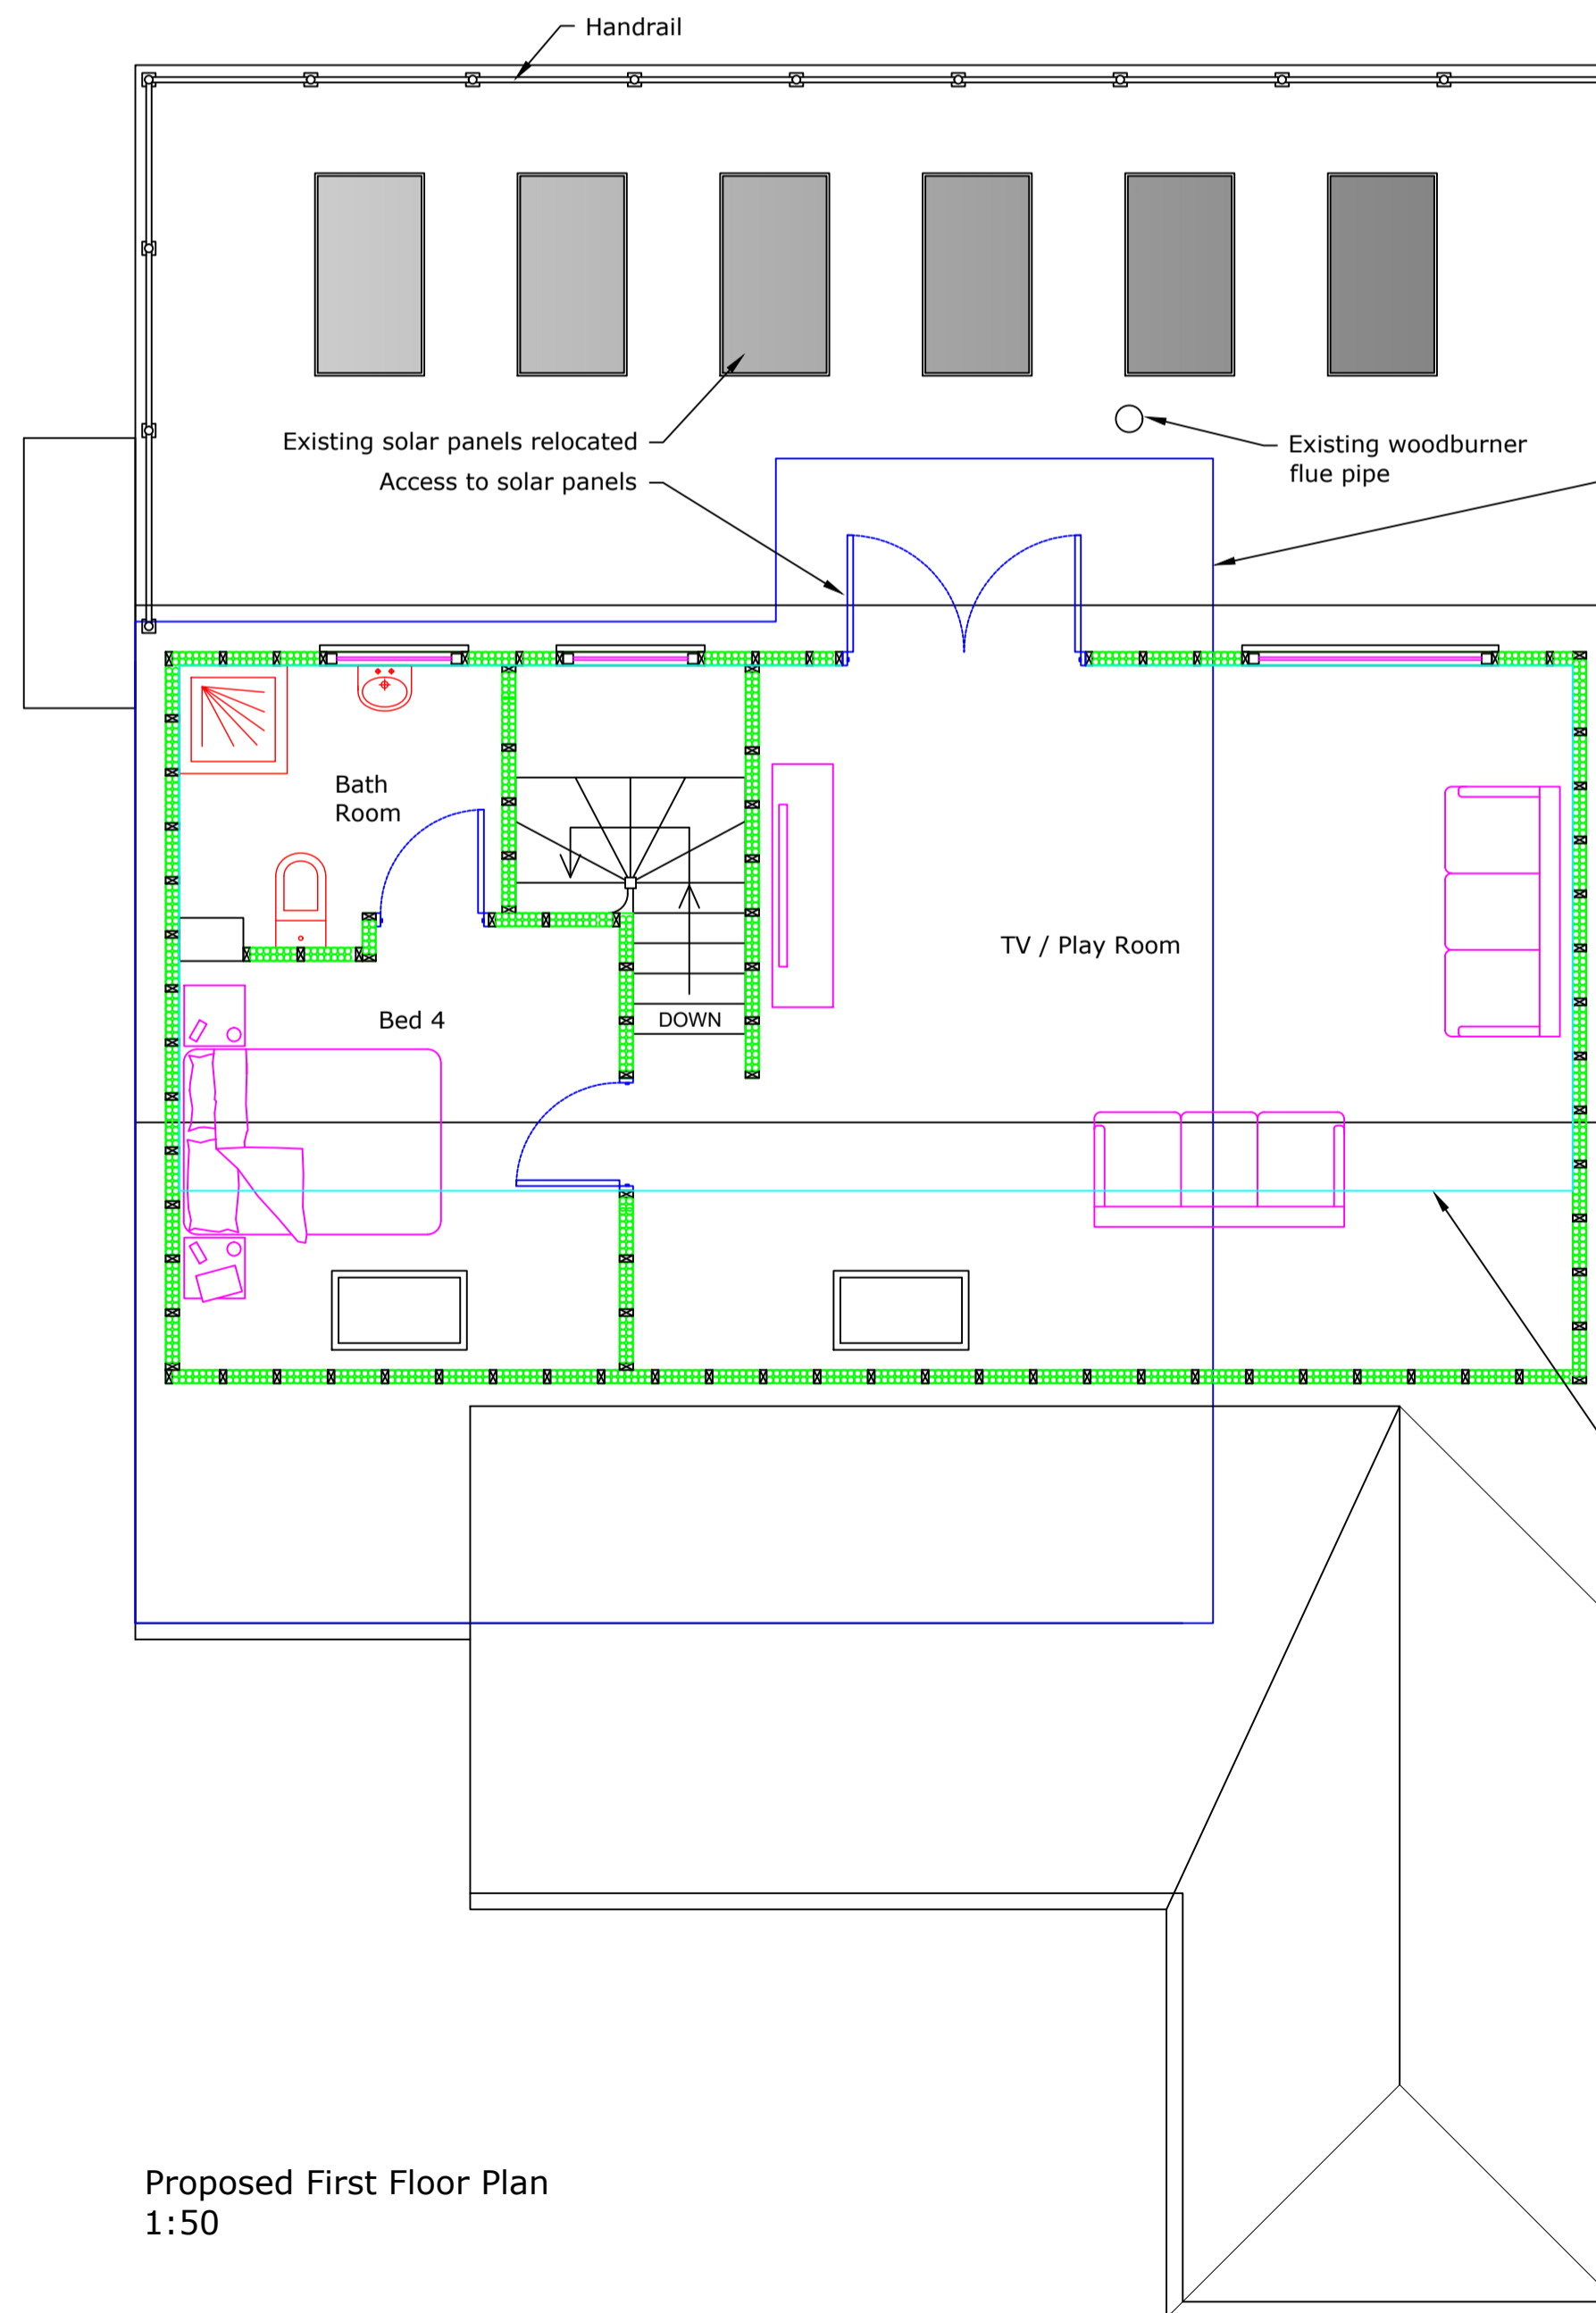 Handrail
Existing solar panels relocated
Access to solar panels
Existing woodburner
flue pipe
Bath
Room
TV / Play Room
Bed 4
DOWN
Proposed First Floor Plan
1:50